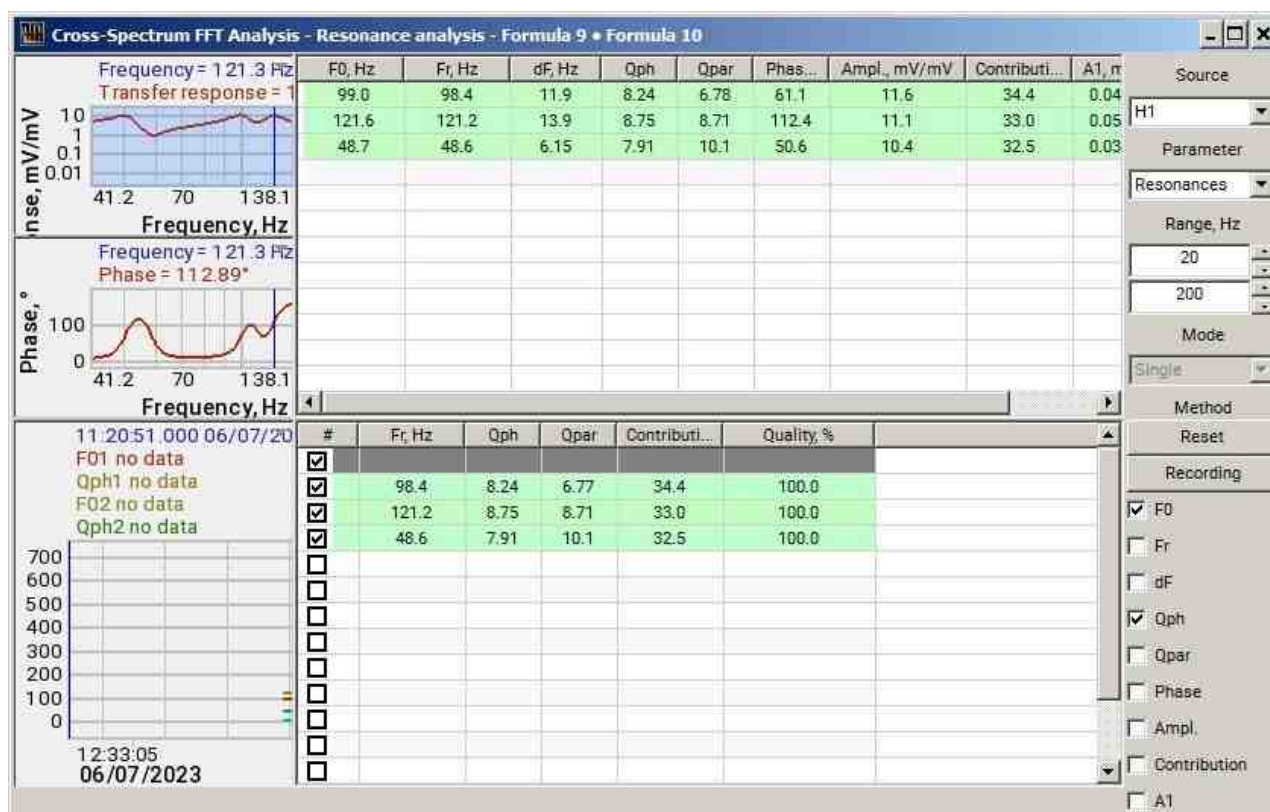 Cross-Spectrum FFT Analysis - Resonance analysis - Formula 9 • Formula 10
Frequency = 121.3 Hz
Transfer response = 1
10
1
0.1
0.01
nse, mV/mV
41.2 70 138.1
Frequency, Hz
Frequency = 121.3 Hz
Phase = 112.89°
Phase, °
100
0
41.2 70 138.1
Frequency, Hz
F0, Hz Fr, Hz dF, Hz Qph Qpar Phas... Ampl., mV/mV Contributi... A1, m
99.0 98.4 11.9 8.24 6.78 61.1 11.6 34.4 0.04
121.6 121.2 13.9 8.75 8.71 112.4 11.1 33.0 0.05
48.7 48.6 6.15 7.91 10.1 50.6 10.4 32.5 0.03
11:20:51.000 06/07/20
F01 no data
Qph1 no data
F02 no data
Qph2 no data
700
600
500
400
300
200
100
0
12:33:05
06/07/2023
# Fr, Hz Qph Qpar Contributi... Quality, %
98.4 8.24 6.77 34.4 100.0
121.2 8.75 8.71 33.0 100.0
48.6 7.91 10.1 32.5 100.0
Source
H1
Parameter
Resonances
Range, Hz
20
200
Mode
Single
Method
Reset
Recording
F0
Fr
dF
Qph
Qpar
Phase
Ampl.
Contribution
A1